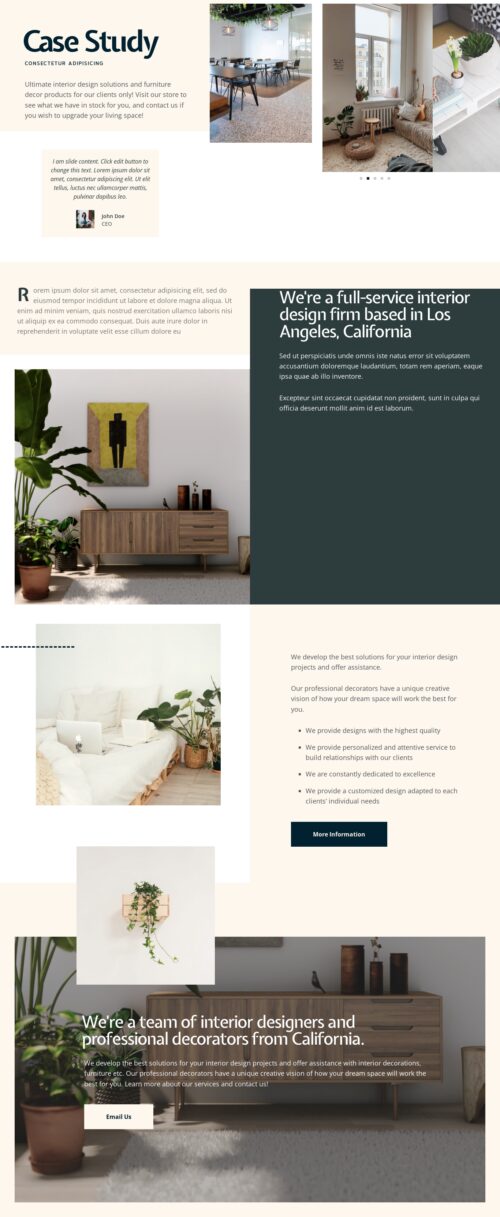 Case Study
CONSECTETUR ADIPISICING
Ultimate interior design solutions and furniture
decor products for our clients only! Visit our store to
see what we have in stock for you, and contact us if
you wish to upgrade your living space!
I am slide content. Click edit button to
change this text. Lorem ipsum dolor sit
amet, consectetur adipiscing elit. Ut elit
tellus, luctus nec ullamcorper mattis,
pulvinar dapibus leo.
John Doe
CEO
R orem ipsum dolor sit amet, consectetur adipisicing elit, sed do
eiusmod tempor incididunt ut labore et dolore magna aliqua. Ut
enim ad minim veniam, quis nostrud exercitation ullamco laboris nisi
ut aliquip ex ea commodo consequat. Duis aute irure dolor in
reprehenderit in voluptate velit esse cillum dolore eu
We're a full-service interior
design firm based in Los
Angeles, California
Sed ut perspiciatis unde omnis iste natus error sit voluptatem
accusantium doloremque laudantium, totam rem aperiam, eaque
ipsa quae ab illo inventore.
Excepteur sint occaecat cupidatat non proident, sunt in culpa qui
officia deserunt mollit anim id est laborum.
We develop the best solutions for your interior design
projects and offer assistance.
Our professional decorators have a unique creative
vision of how your dream space will work the best for
you.
We provide designs with the highest quality
We provide personalized and attentive service to
build relationships with our clients
We are constantly dedicated to excellence
We provide a customized design adapted to each
clients' individual needs
More Information
We're a team of interior designers and
professional decorators from California.
We develop the best solutions for your interior design projects and offer assistance with interior decorations,
furniture etc. Our professional decorators have a unique creative vision of how your dream space will work the
best for you. Learn more about our services and contact us!
Email Us